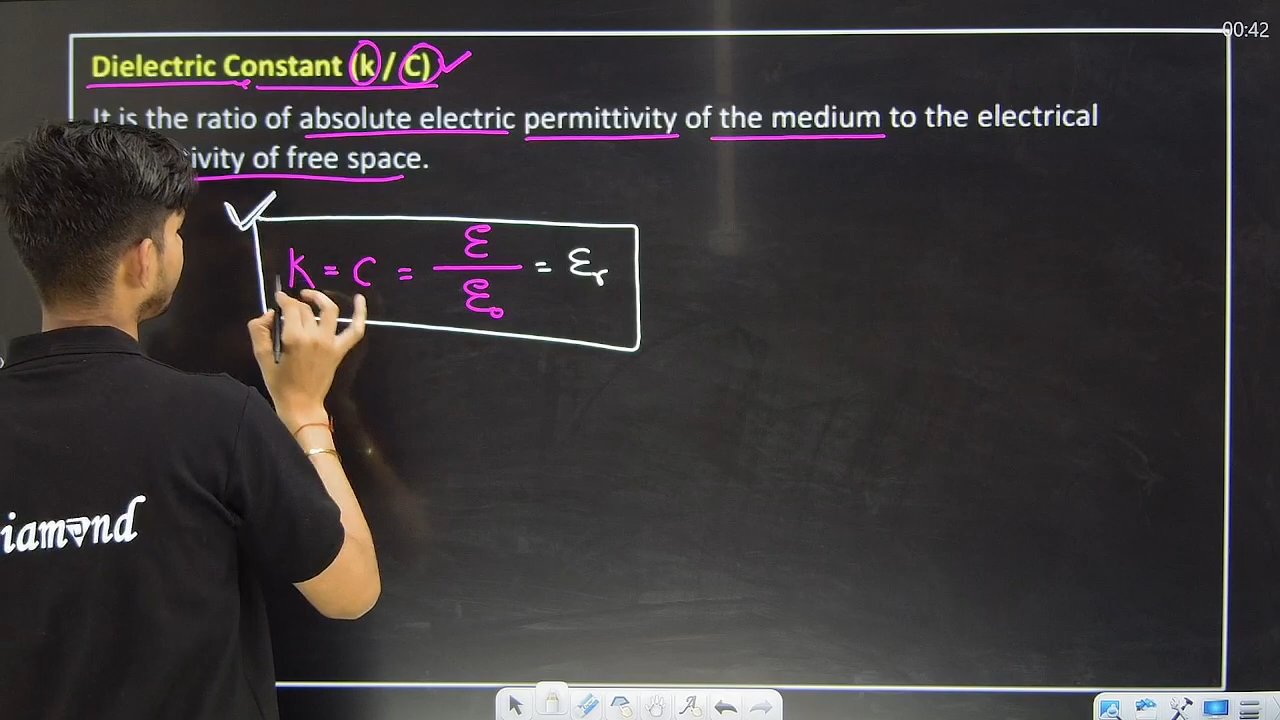 00:42
Dielectric Constant (k / C)
It is the ratio of absolute electric permittivity of the medium to the electrical
ivity of free space.
K = C = ε / ε₀ = εr
iamond